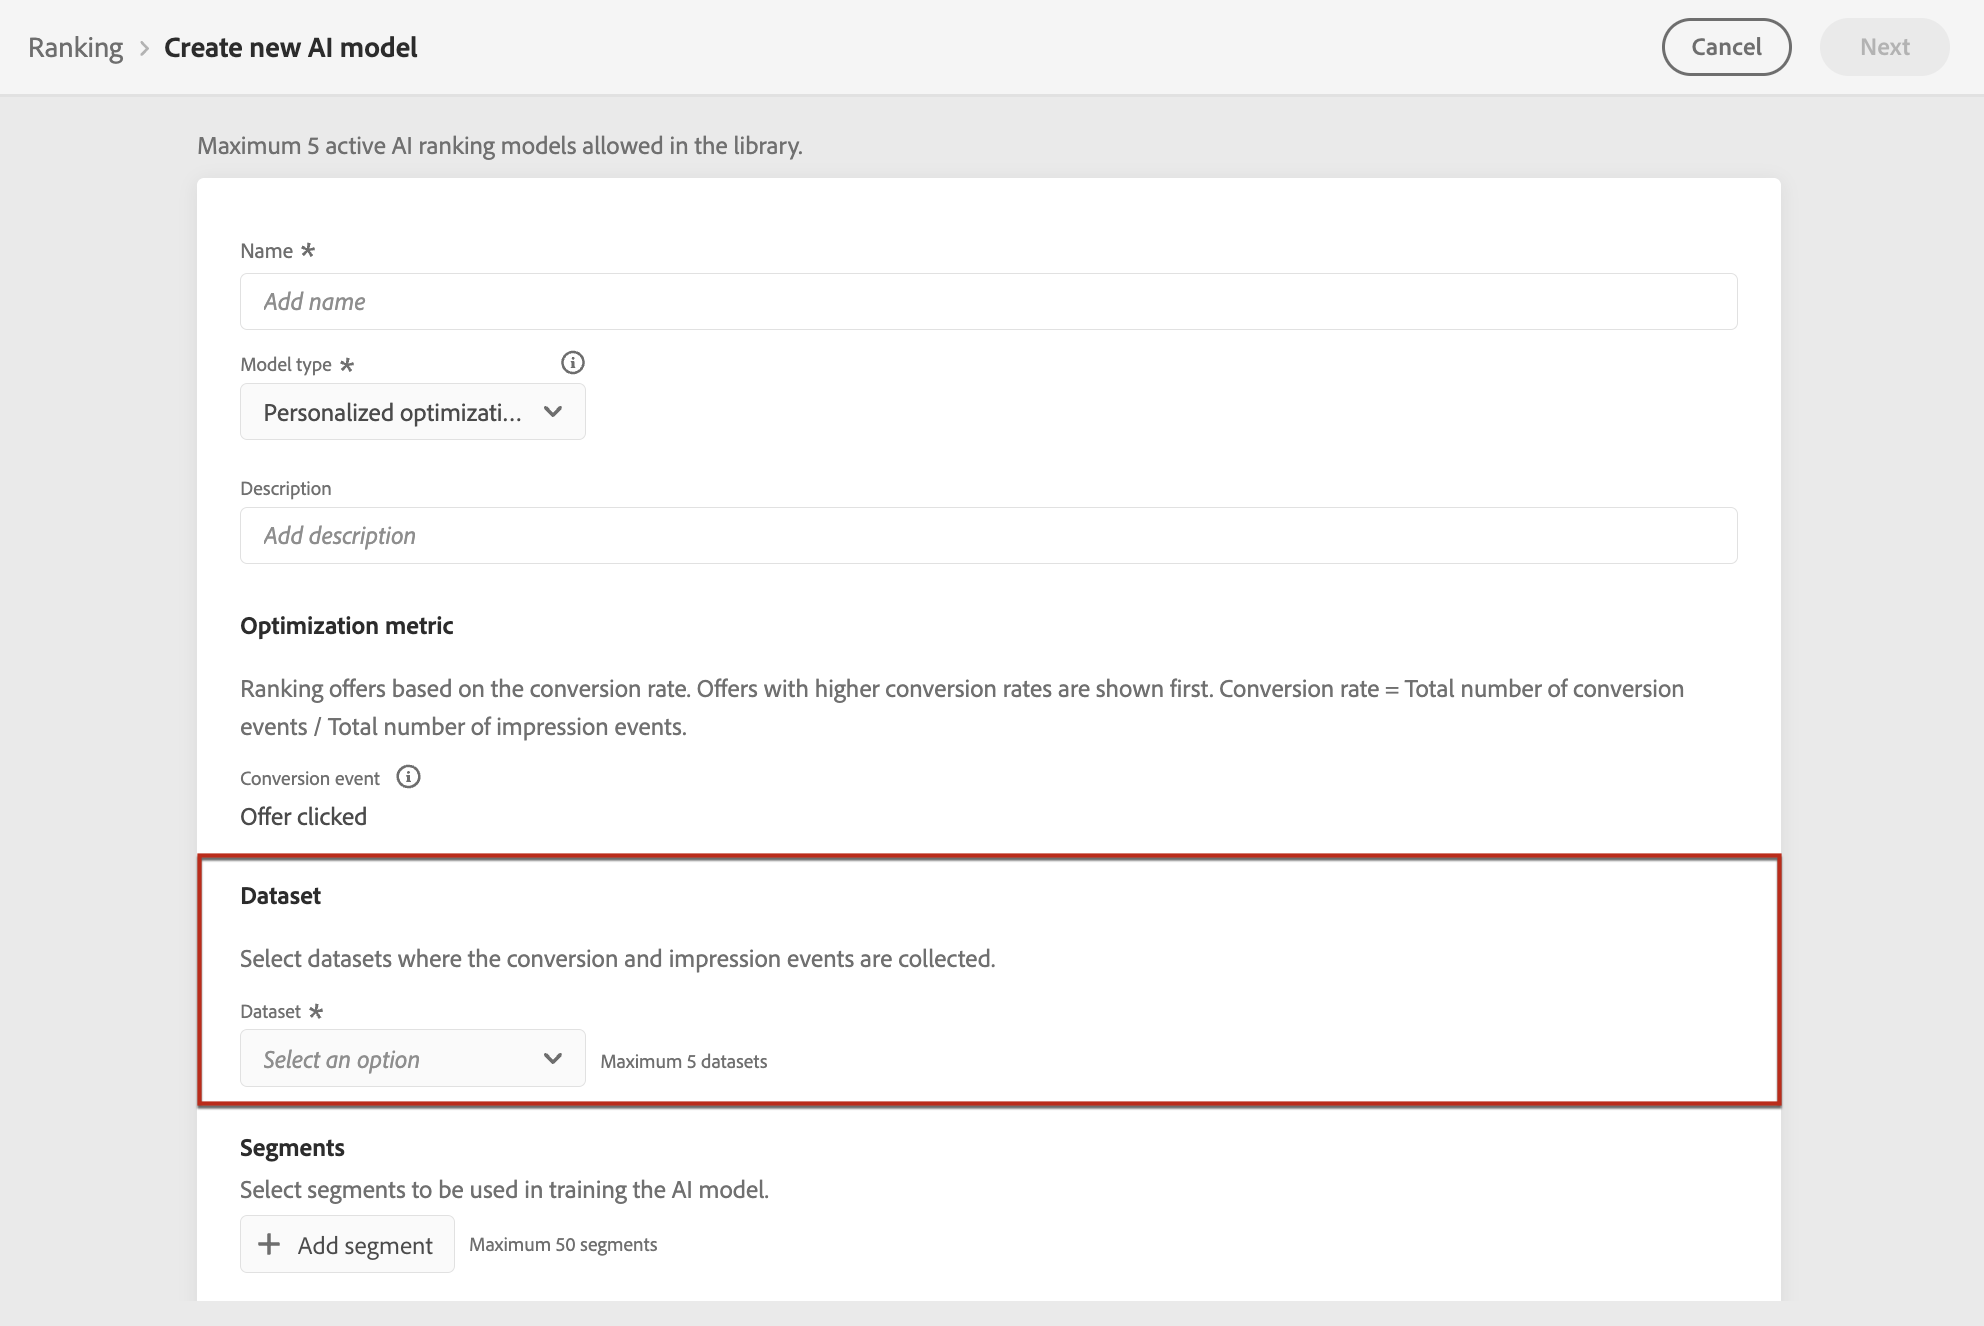 Ranking > Create new AI model
Cancel
Next
Maximum 5 active AI ranking models allowed in the library.
Name *
Add name
Model type *
Personalized optimizati...
Description
Add description
Optimization metric
Ranking offers based on the conversion rate. Offers with higher conversion rates are shown first. Conversion rate = Total number of conversion
events / Total number of impression events.
Conversion event
Offer clicked
Dataset
Select datasets where the conversion and impression events are collected.
Dataset *
Select an option
Maximum 5 datasets
Segments
Select segments to be used in training the AI model.
+ Add segment
Maximum 50 segments